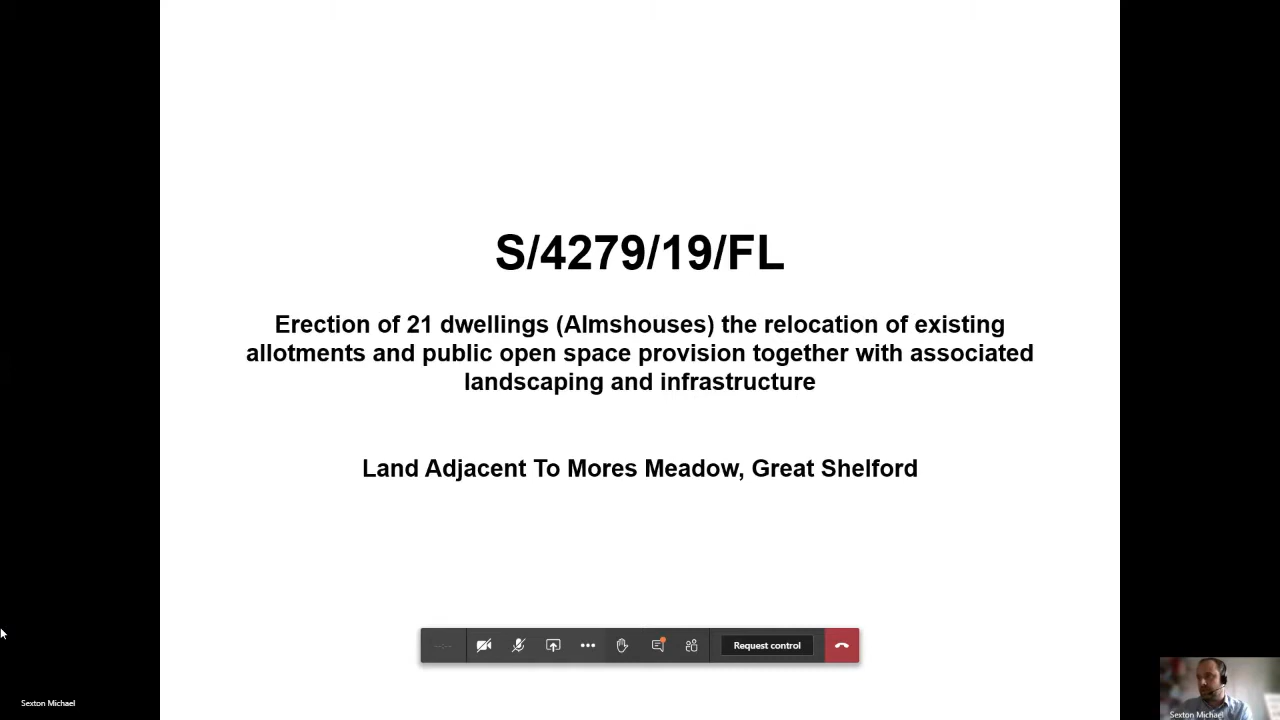 S/4279/19/FL
Erection of 21 dwellings (Almshouses) the relocation of existing
allotments and public open space provision together with associated
landscaping and infrastructure
Land Adjacent To Mores Meadow, Great Shelford
Request control
Sexton Michael
Sexton Michael